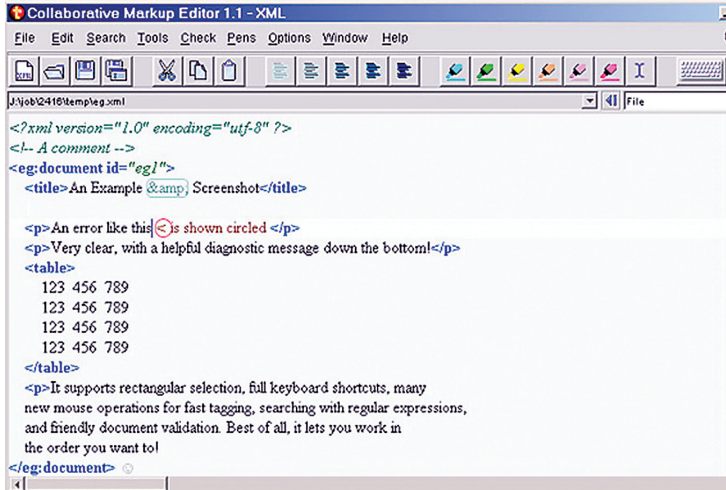 Collaborative Markup Editor 1.1 - XML
File Edit Search Tools Check Pens Options Window Help
J:\job\2416\temp\eg.xml File
<?xml version="1.0" encoding="utf-8" ?>
<!-- A comment -->
<eg:document id="eg1">
<title>An Example &amp; Screenshot</title>
<p>An error like this < is shown circled </p>
<p>Very clear, with a helpful diagnostic message down the bottom!</p>
<table>
123 456 789
123 456 789
123 456 789
123 456 789
</table>
<p>It supports rectangular selection, full keyboard shortcuts, many
new mouse operations for fast tagging, searching with regular expressions,
and friendly document validation. Best of all, it lets you work in
the order you want to!
</eg:document>